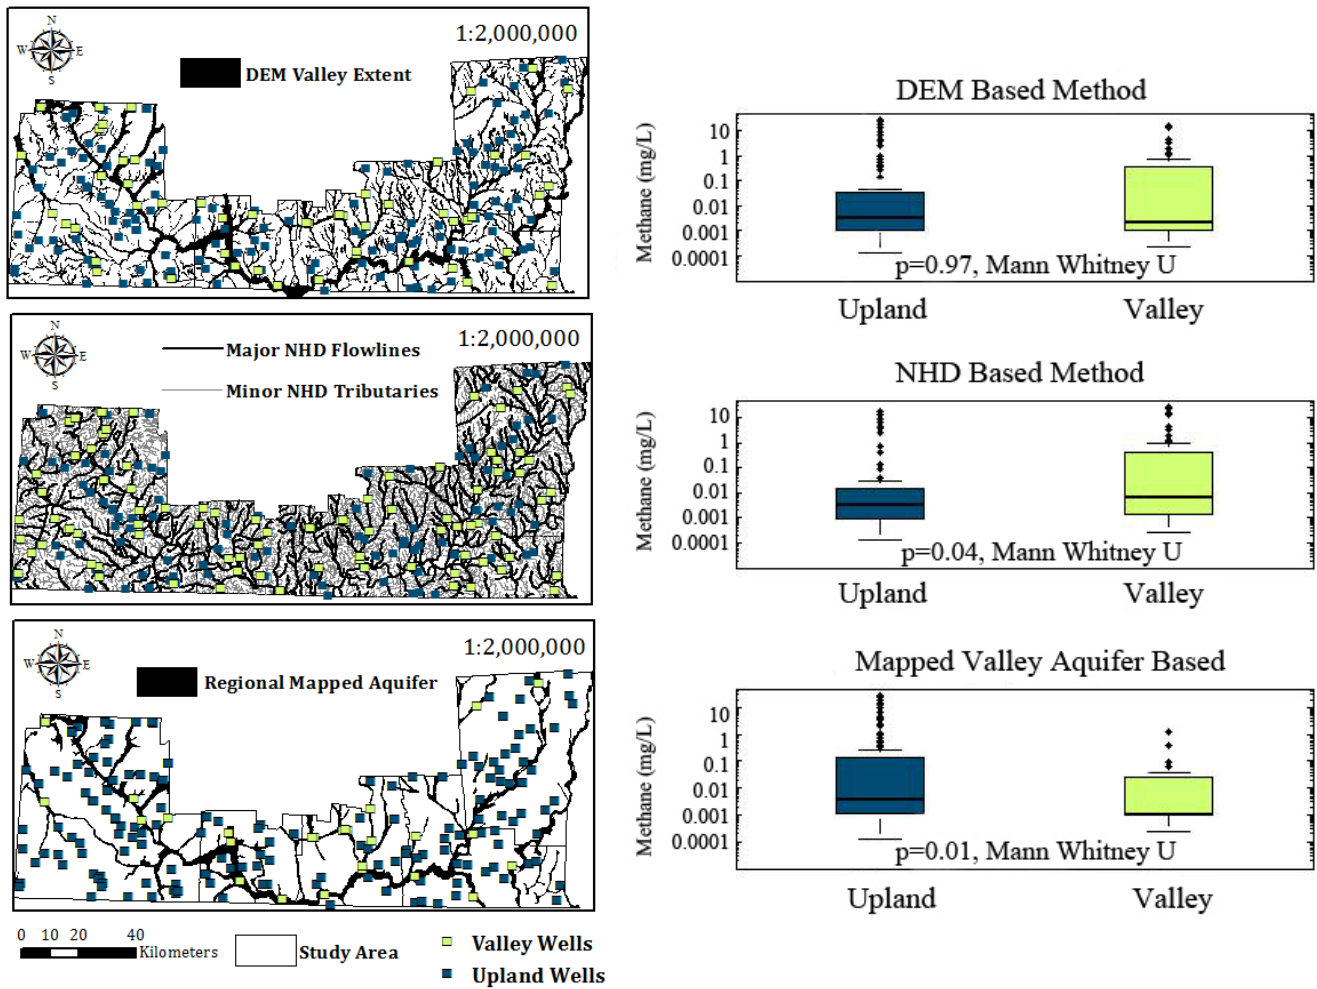 1:2,000,000
N
W E
S
DEM Valley Extent
1:2,000,000
N
W E
S
Major NHD Flowlines
Minor NHD Tributaries
1:2,000,000
N
W E
S
Regional Mapped Aquifer
0 10 20 40
Kilometers
Study Area
Valley Wells
Upland Wells
DEM Based Method
Methane (mg/L)
10
1
0.1
0.01
0.001
0.0001
p=0.97, Mann Whitney U
Upland Valley
NHD Based Method
Methane (mg/L)
10
1
0.1
0.01
0.001
0.0001
p=0.04, Mann Whitney U
Upland Valley
Mapped Valley Aquifer Based
Methane (mg/L)
10
1
0.1
0.01
0.001
0.0001
p=0.01, Mann Whitney U
Upland Valley